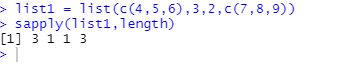 > list1 = list(c(4,5,6),3,2,c(7,8,9))
> sapply(list1,length)
[1] 3 1 1 3
>